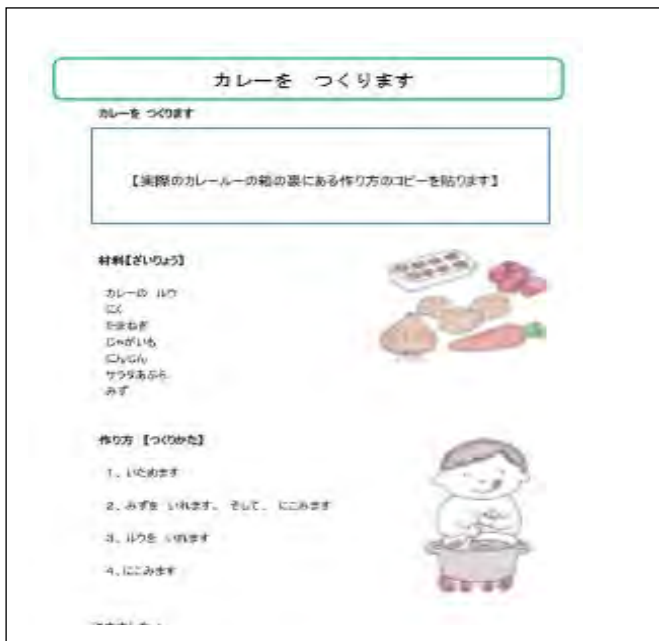 カレーを つくります
カレーを つくります
【実際のカレールーの箱の裏にある作り方のコピーを貼ります】
材料【ざいりょう】
カレーの ルウ
にく
たまねぎ
じゃがいも
にんじん
サラダあぶら
みず
作り方 【つくりかた】
1、いためます
2、みずを いれます、 そして、 にこみます
3、ルウを いれます
4、にこみます